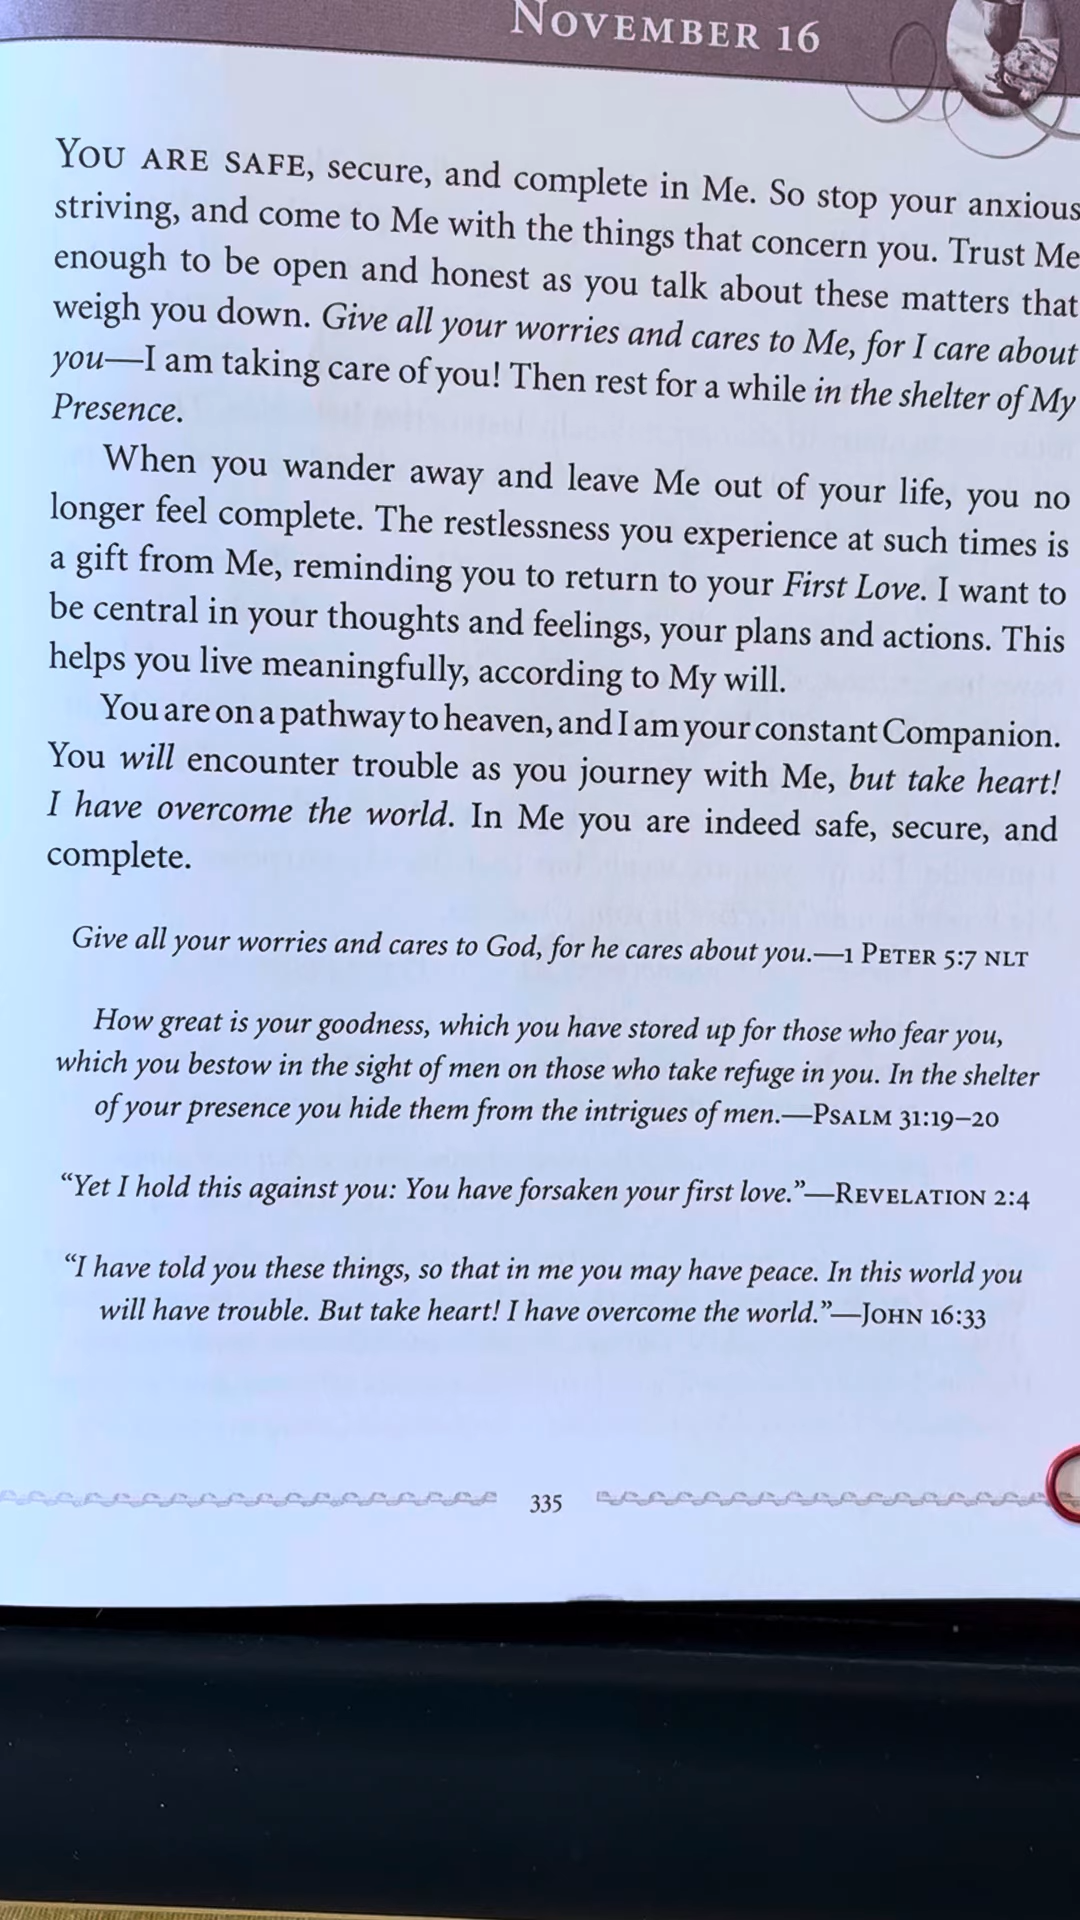 NOVEMBER 16
YOU ARE SAFE, secure, and complete in Me. So stop your anxious
striving, and come to Me with the things that concern you. Trust Me
enough to be open and honest as you talk about these matters that
weigh you down. Give all your worries and cares to Me, for I care about
you—I am taking care of you! Then rest for a while in the shelter of My
Presence.
When you wander away and leave Me out of your life, you no
longer feel complete. The restlessness you experience at such times is
a gift from Me, reminding you to return to your First Love. I want to
be central in your thoughts and feelings, your plans and actions. This
helps you live meaningfully, according to My will.
You are on a pathway to heaven, and I am your constant Companion.
You will encounter trouble as you journey with Me, but take heart!
I have overcome the world. In Me you are indeed safe, secure, and
complete.
Give all your worries and cares to God, for he cares about you.—1 PETER 5:7 NLT
How great is your goodness, which you have stored up for those who fear you,
which you bestow in the sight of men on those who take refuge in you. In the shelter
of your presence you hide them from the intrigues of men.—PSALM 31:19–20
“Yet I hold this against you: You have forsaken your first love.”—REVELATION 2:4
“I have told you these things, so that in me you may have peace. In this world you
will have trouble. But take heart! I have overcome the world.”—JOHN 16:33
335